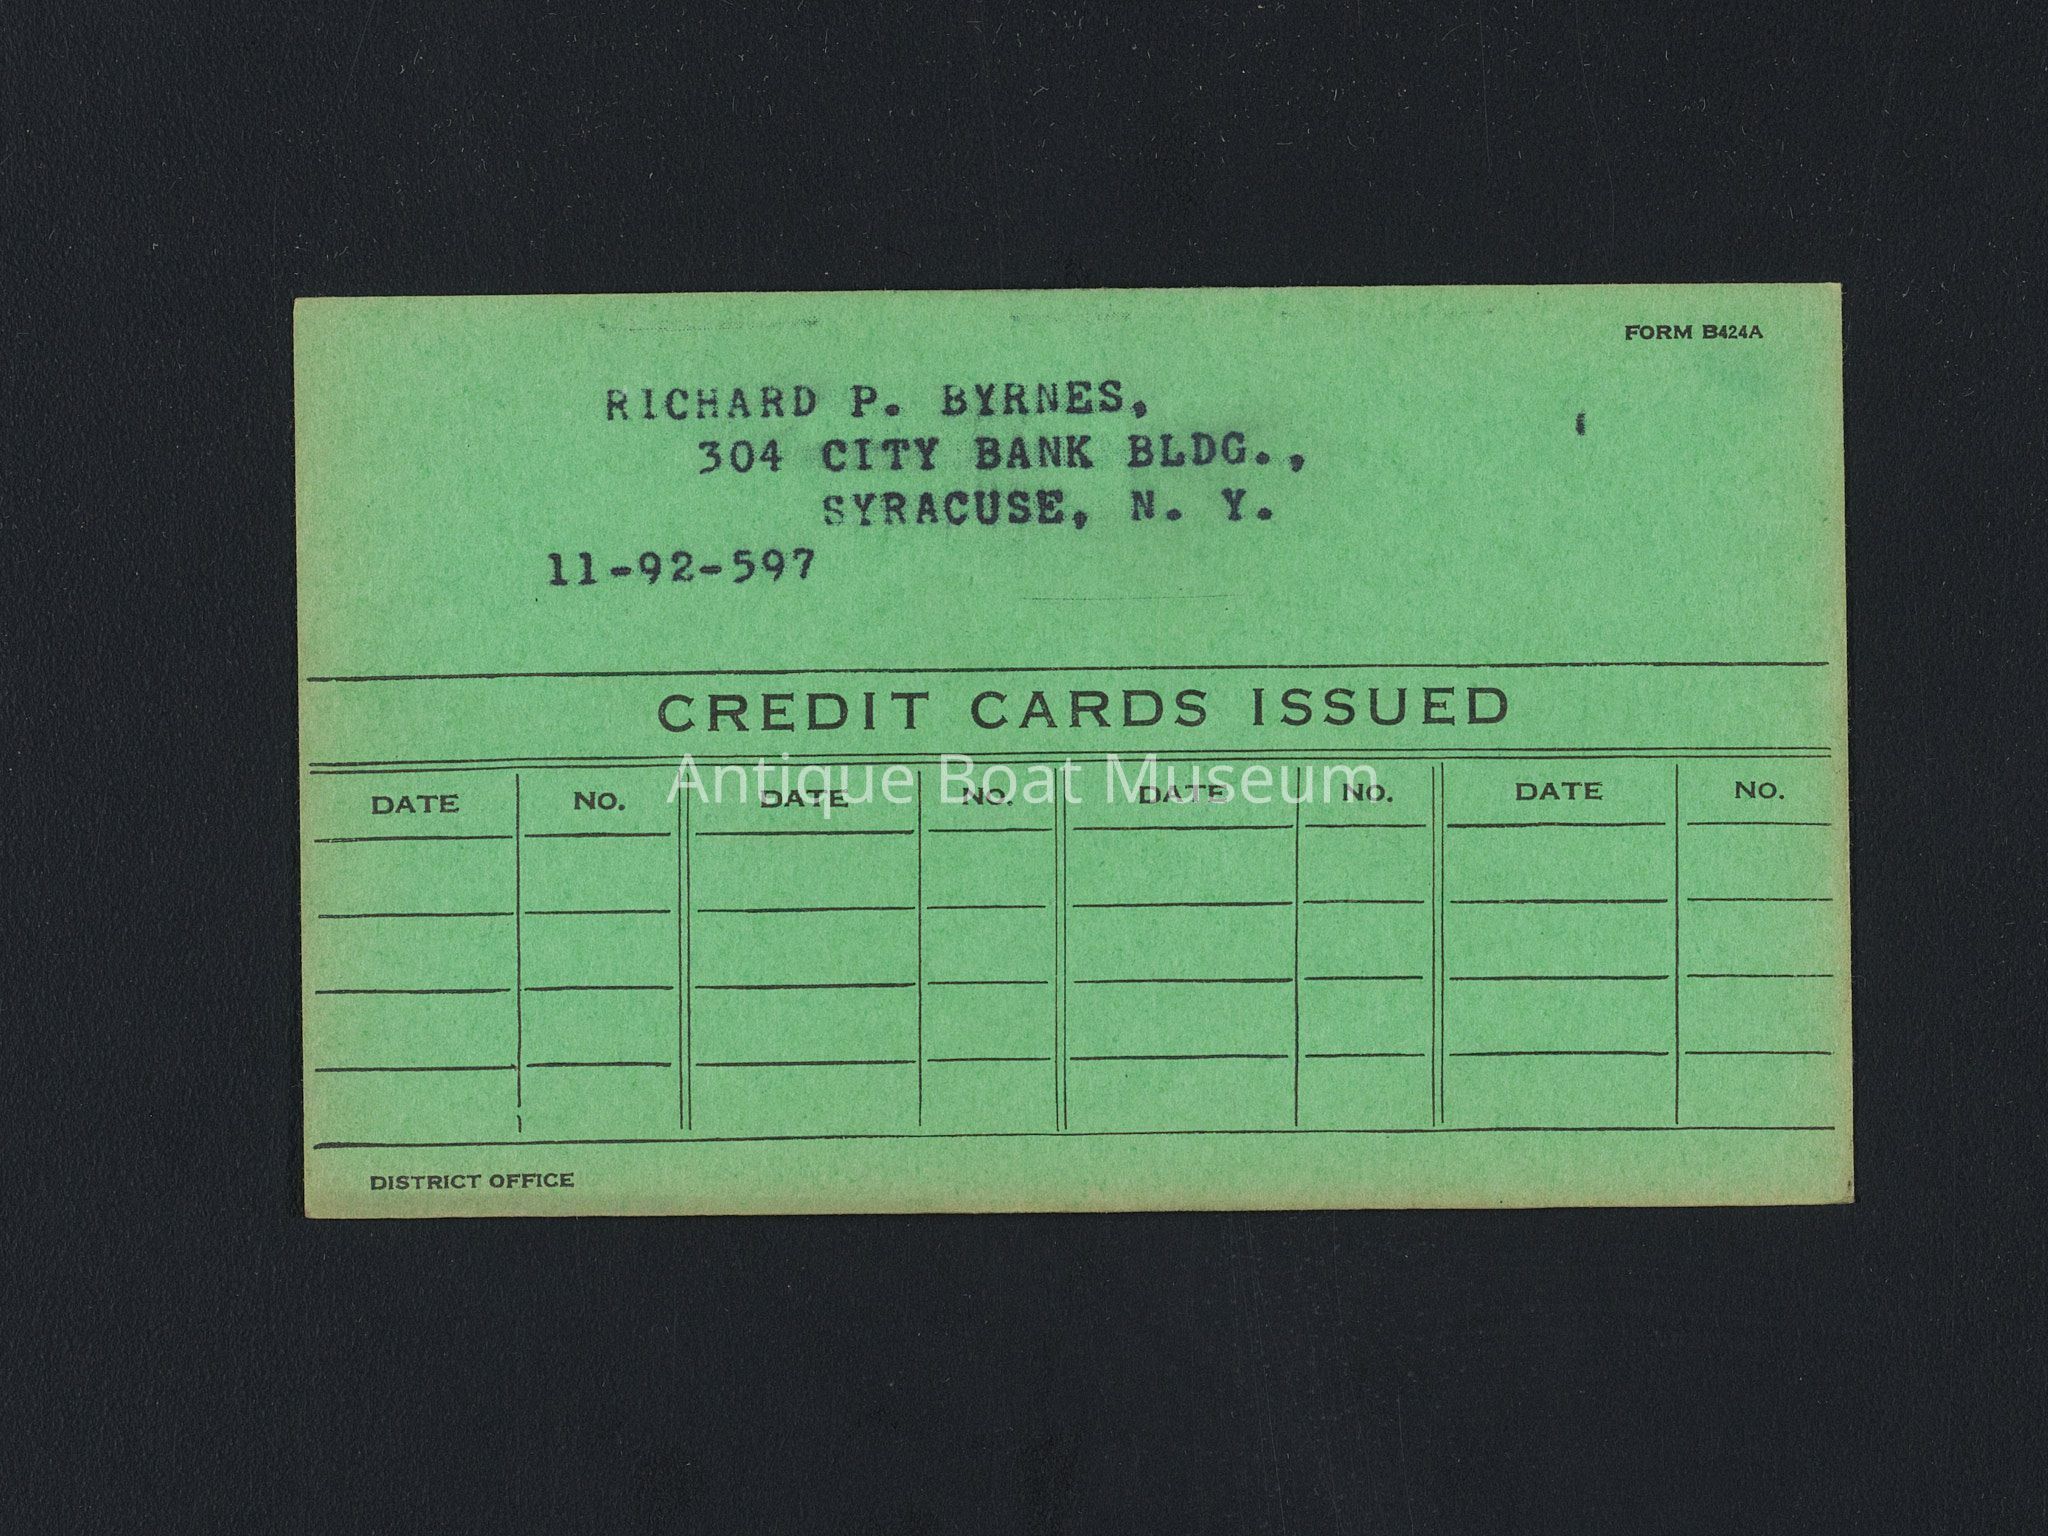 FORM B424A
RICHARD P. BYRNES,
304 CITY BANK BLDG.,
SYRACUSE, N. Y.
11-92-597
CREDIT CARDS ISSUED
Antique Boat Museum
DATE NO. DATE NO. DATE NO. DATE NO.
DISTRICT OFFICE